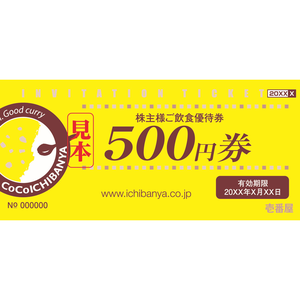 INVITATION TICKET
20XX X
Good curry
CoCoICHIBANYA
見本
株主様ご飲食優待券
500円券
www.ichibanya.co.jp
有効期限
20XX年X月XX日
No 000000
壱番屋